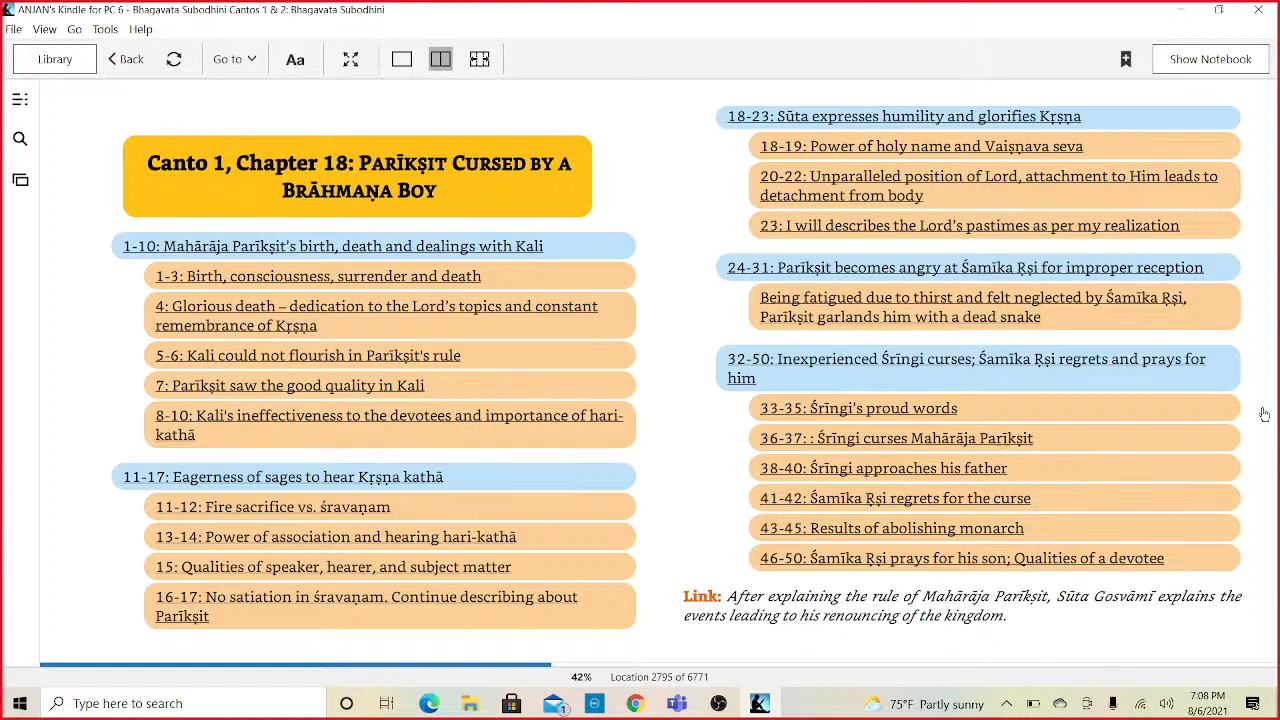 ANJAN's Kindle for PC 6 - Bhagavata Subodhini Cantos 1 & 2: Bhagavata Subodhini
File View Go Tools Help
Library Back Go to Aa Show Notebook
Canto 1, Chapter 18: PARĪKṢIT CURSED BY A
BRĀHMAṆA BOY
1-10: Mahārāja Parīkṣit's birth, death and dealings with Kali
1-3: Birth, consciousness, surrender and death
4: Glorious death – dedication to the Lord's topics and constant
remembrance of Kṛṣṇa
5-6: Kali could not flourish in Parīkṣit's rule
7: Parīkṣit saw the good quality in Kali
8-10: Kali's ineffectiveness to the devotees and importance of hari-
kathā
11-17: Eagerness of sages to hear Kṛṣṇa kathā
11-12: Fire sacrifice vs. śravaṇam
13-14: Power of association and hearing hari-kathā
15: Qualities of speaker, hearer, and subject matter
16-17: No satiation in śravaṇam. Continue describing about
Parīkṣit
18-23: Sūta expresses humility and glorifies Kṛṣṇa
18-19: Power of holy name and Vaiṣṇava seva
20-22: Unparalleled position of Lord, attachment to Him leads to
detachment from body
23: I will describes the Lord's pastimes as per my realization
24-31: Parīkṣit becomes angry at Śamīka Ṛṣi for improper reception
Being fatigued due to thirst and felt neglected by Śamīka Ṛṣi,
Parīkṣit garlands him with a dead snake
32-50: Inexperienced Śrīngi curses; Śamīka Ṛṣi regrets and prays for
him
33-35: Śrīngi's proud words
36-37: : Śrīngi curses Mahārāja Parīkṣit
38-40: Śrīngi approaches his father
41-42: Śamīka Ṛṣi regrets for the curse
43-45: Results of abolishing monarch
46-50: Śamīka Ṛṣi prays for his son; Qualities of a devotee
Link: After explaining the rule of Mahārāja Parīkṣit, Sūta Gosvāmī explains the
events leading to his renouncing of the kingdom.
42% Location 2795 of 6771
Type here to search
1
75°F Partly sunny
7:08 PM
8/6/2021